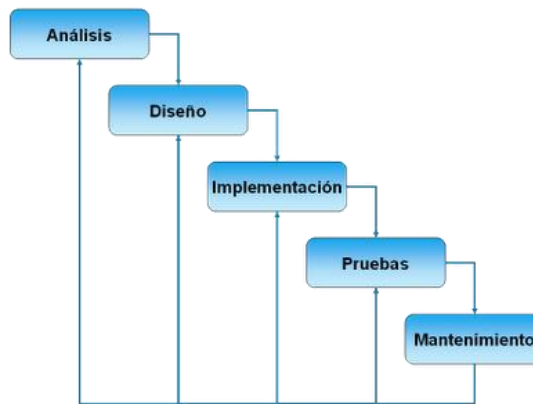 Análisis
Diseño
Implementación
Pruebas
Mantenimiento